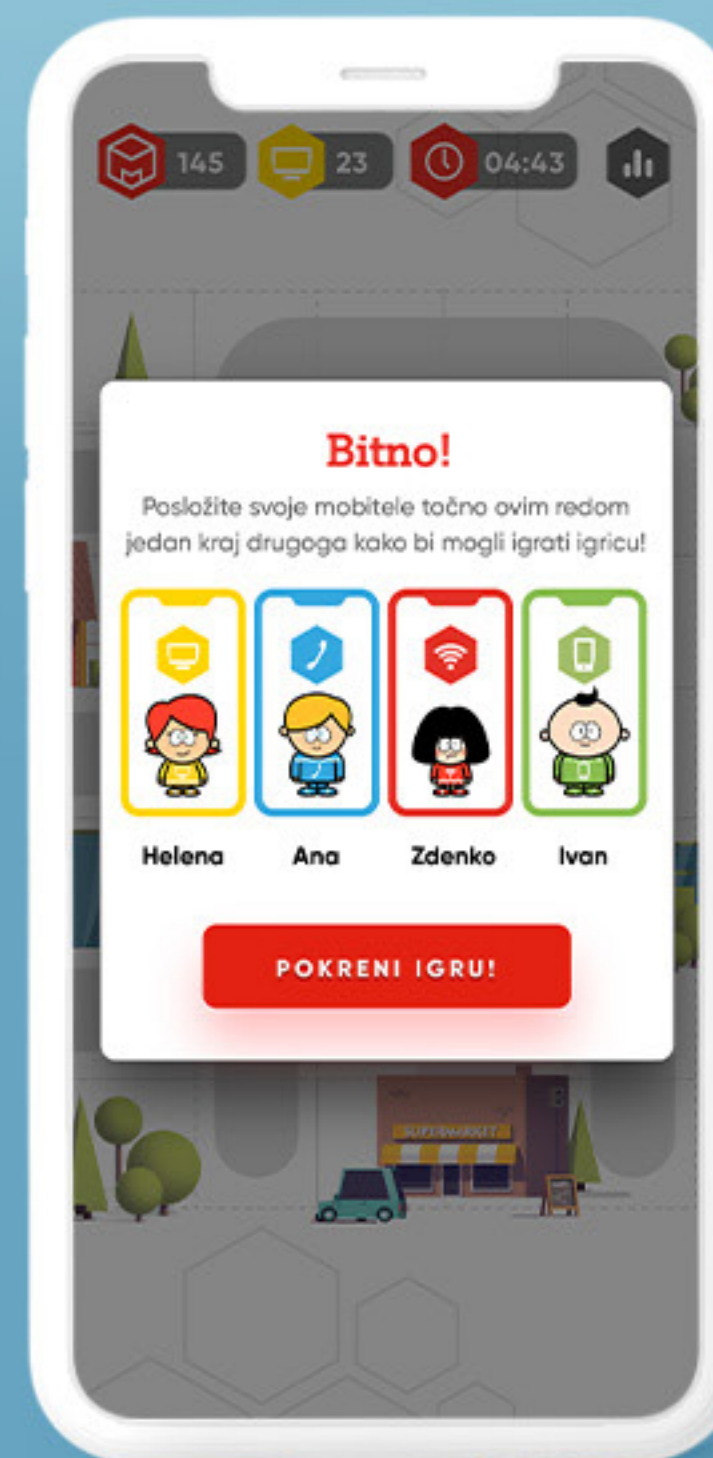 145 23 04:43
Bitno!
Posložite svoje mobitele točno ovim redom
jedan kraj drugoga kako bi mogli igrati igricu!
Helena Ana Zdenko Ivan
POKRENI IGRU!
SUPERMARKET